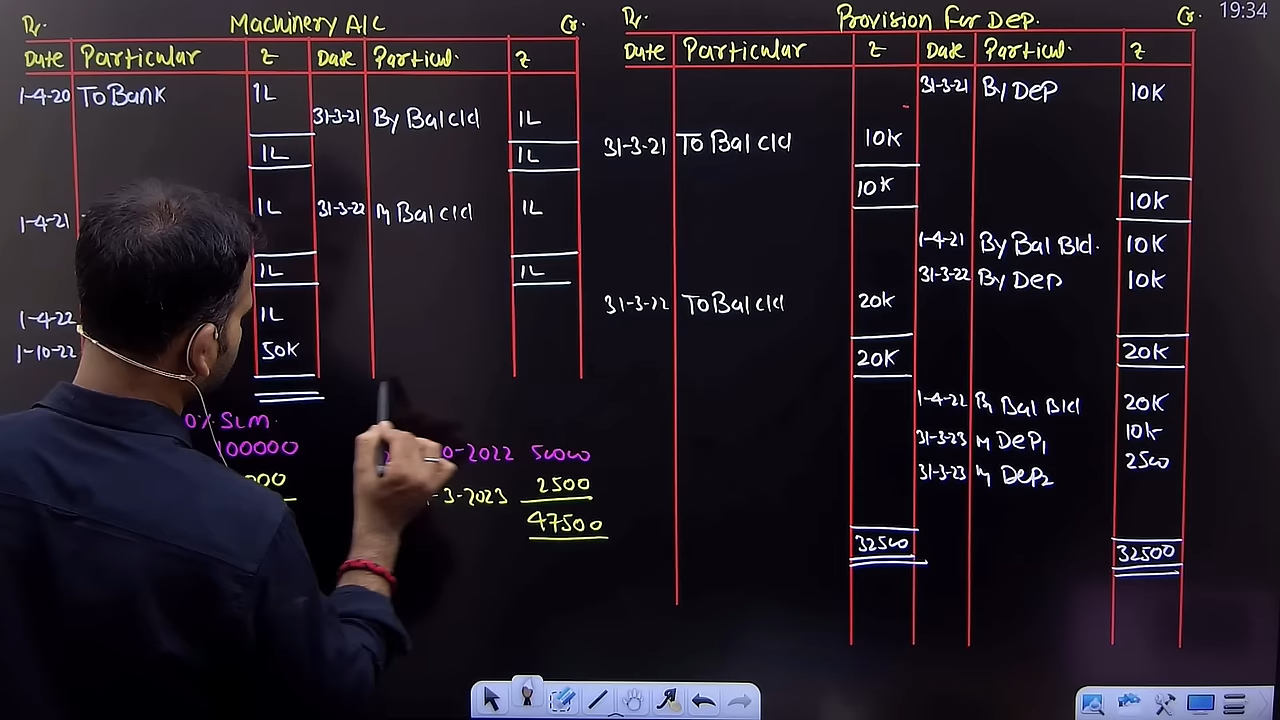 19:34
Dr. Machinery A/C Cr.
Date Particular ₹ Date Particul. ₹
1-4-20 To Bank 1L
31-3-21 By Bal c/d 1L
1L 1L
1-4-21 1L 31-3-22 By Bal c/d 1L
1L 1L
1-4-22 1L
1-10-22 50K
0% SLM.
100000
000
0-2022 50000
-3-2023 2500
47500
Dr. Provision For Dep. Cr.
Date Particular ₹ Date Particul. ₹
31-3-21 By Dep 10K
31-3-21 To Bal c/d 10K
10K 10K
1-4-21 By Bal B/d. 10K
31-3-22 By Dep 10K
31-3-22 To Bal c/d 20K
20K 20K
1-4-22 By Bal B/d 20K
31-3-23 By Dep1 10K
31-3-23 By Dep2 2500
32500 32500